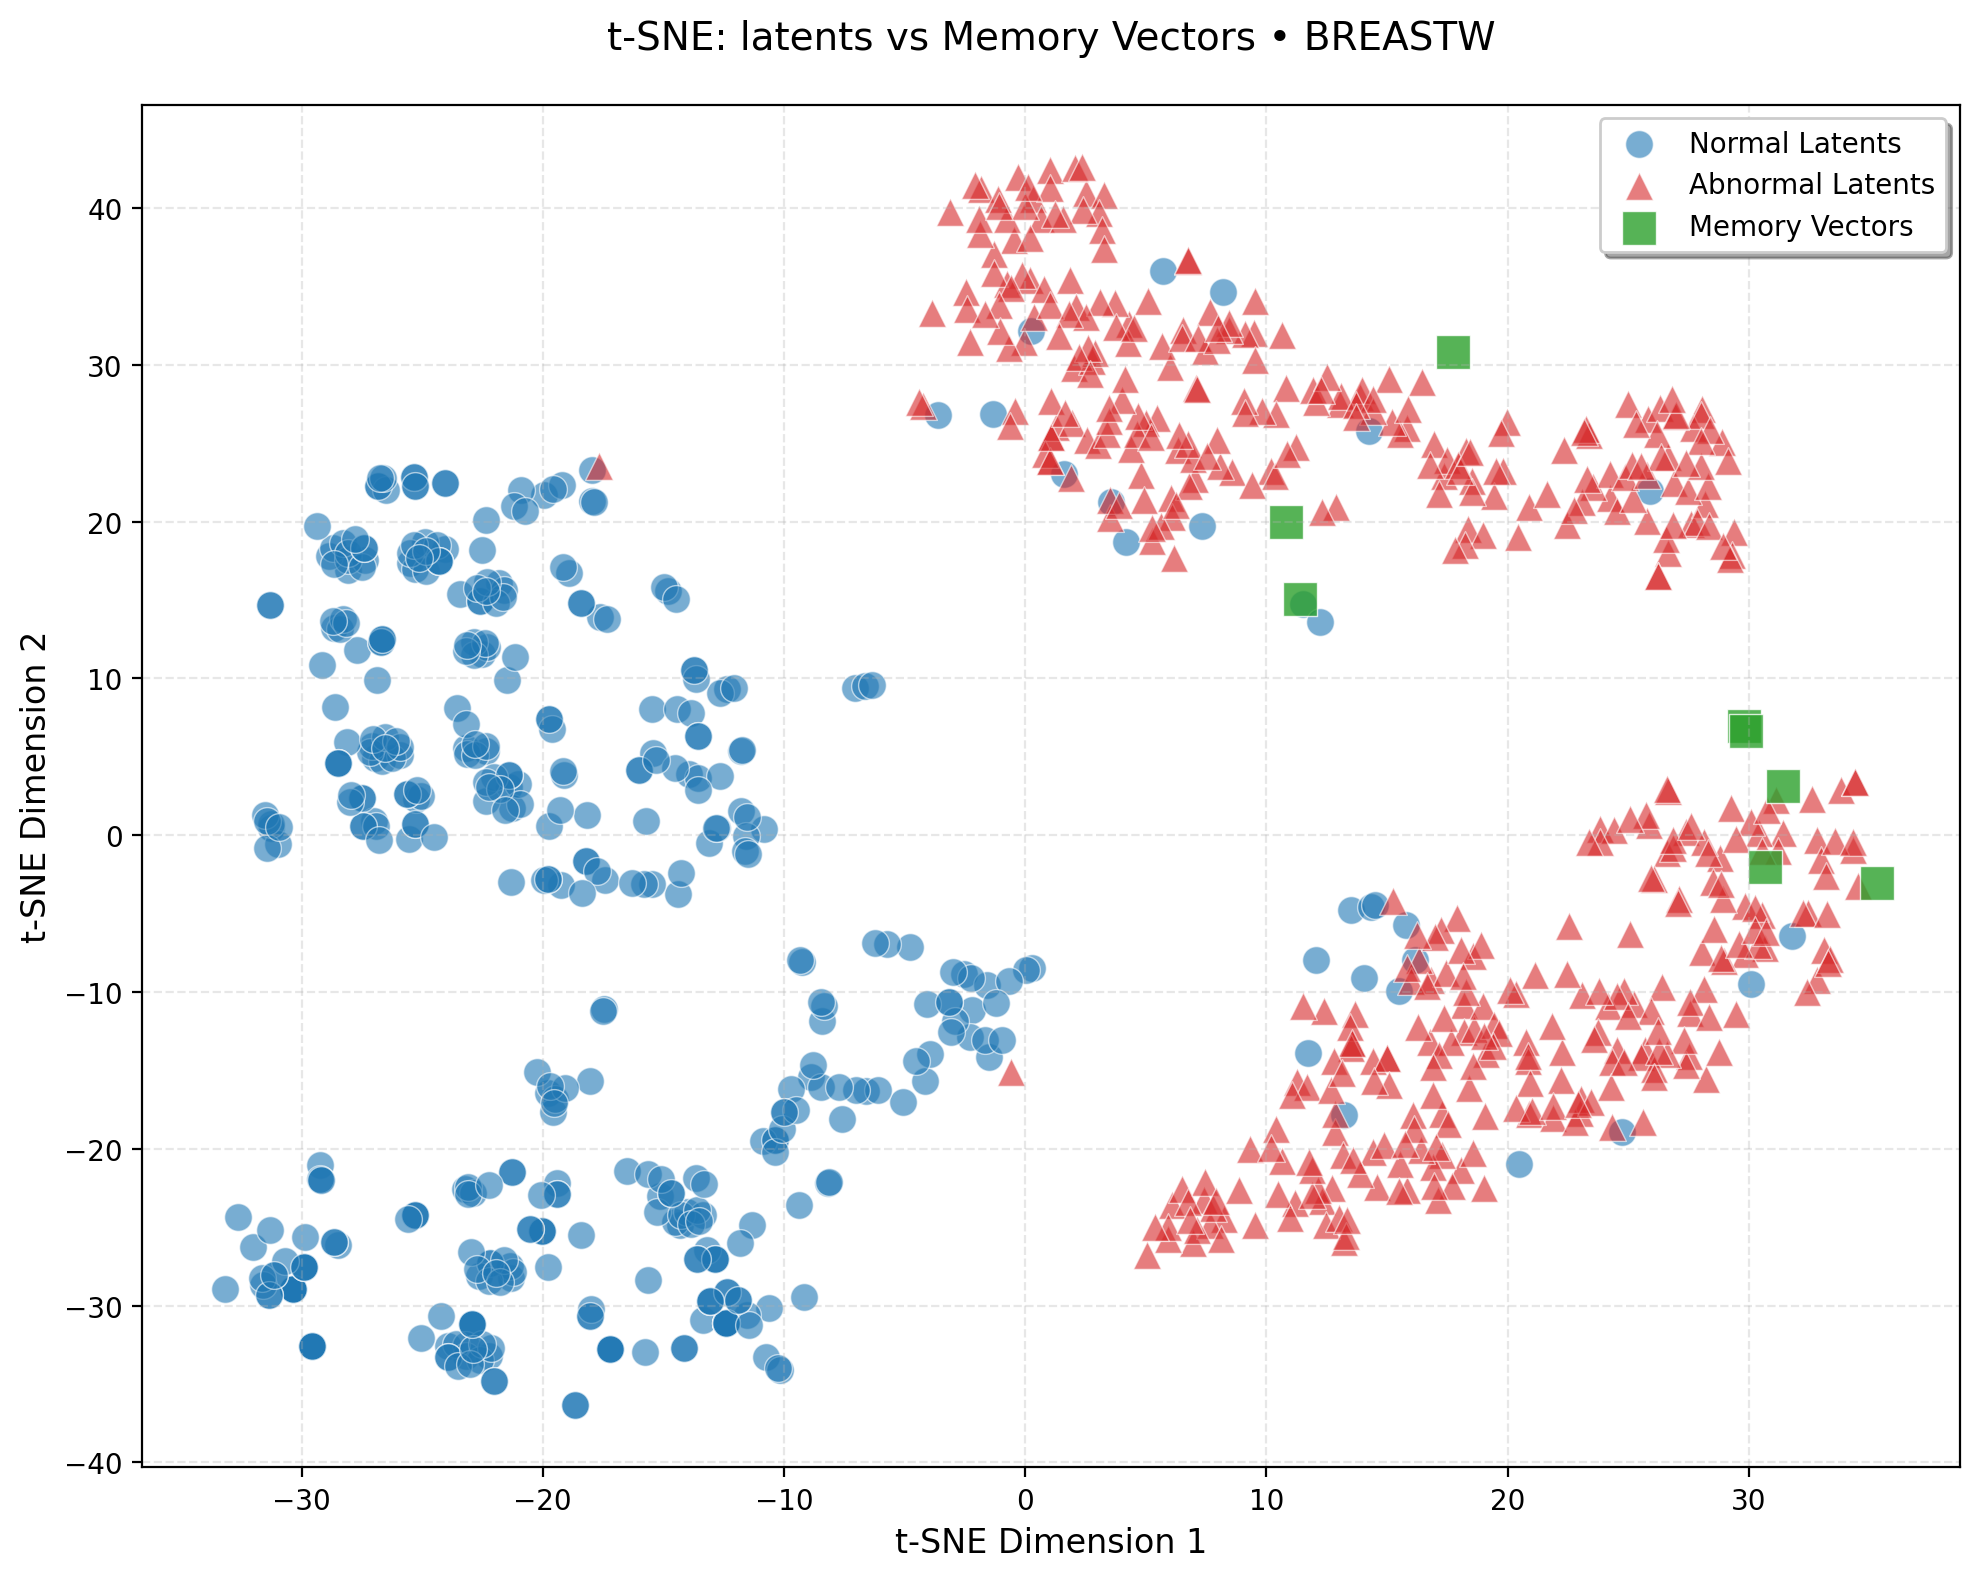 t-SNE: latents vs Memory Vectors • BREASTW
Normal Latents
Abnormal Latents
Memory Vectors
t-SNE Dimension 2
40
30
20
10
0
−10
−20
−30
−40
−30
−20
−10
0
10
20
30
t-SNE Dimension 1